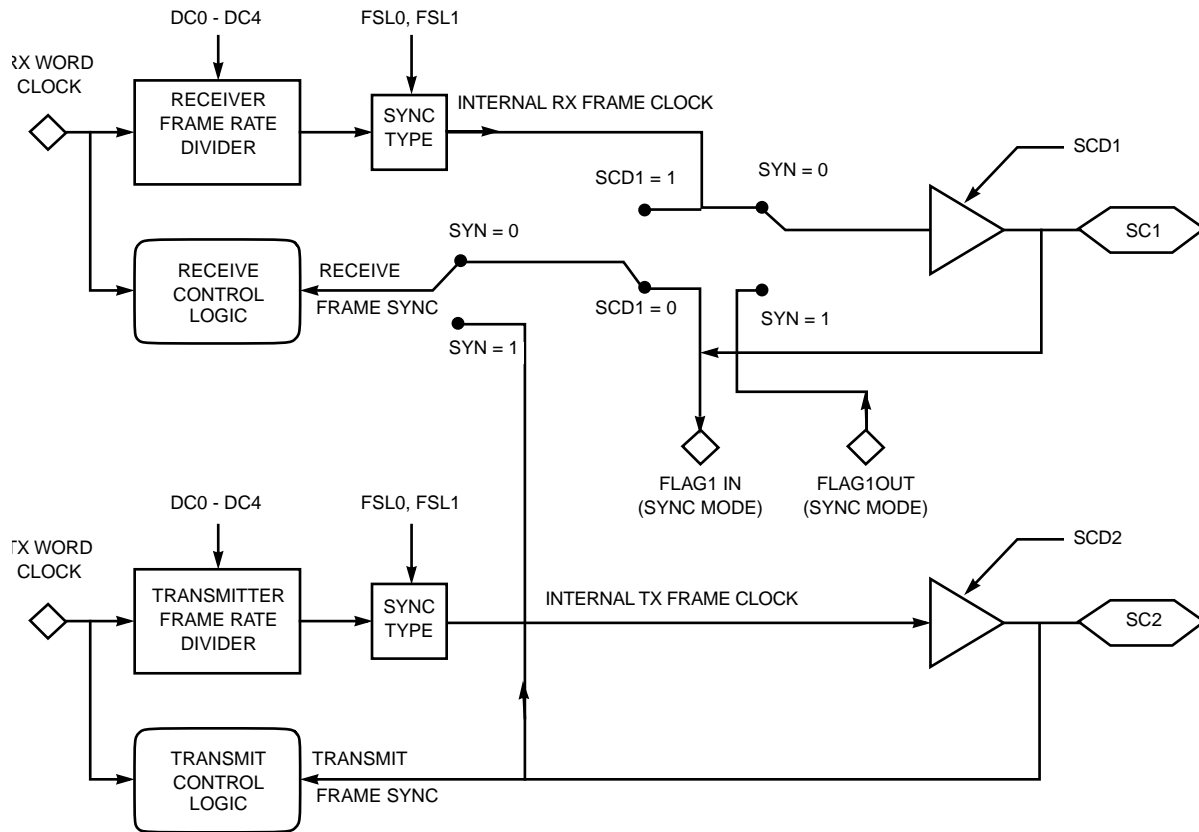 DC0 - DC4
FSL0, FSL1
RX WORD
CLOCK
RECEIVER
FRAME RATE
DIVIDER
SYNC
TYPE
INTERNAL RX FRAME CLOCK
SCD1 = 1
SYN = 0
SCD1
SC1
SYN = 0
RECEIVE
CONTROL
LOGIC
RECEIVE
FRAME SYNC
SCD1 = 0
SYN = 1
SYN = 1
FLAG1 IN
(SYNC MODE)
FLAG1OUT
(SYNC MODE)
DC0 - DC4
FSL0, FSL1
TX WORD
CLOCK
TRANSMITTER
FRAME RATE
DIVIDER
SYNC
TYPE
INTERNAL TX FRAME CLOCK
SCD2
SC2
TRANSMIT
CONTROL
LOGIC
TRANSMIT
FRAME SYNC